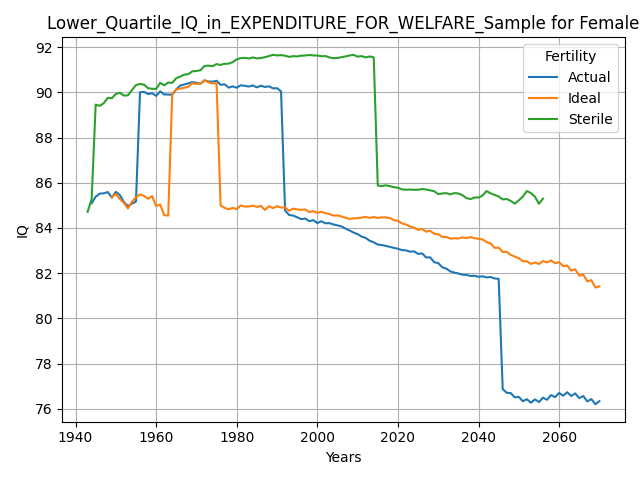 Lower_Quartile_IQ_in_EXPENDITURE_FOR_WELFARE_Sample for Female
Fertility
Actual
Ideal
Sterile
92
90
88
86
84
82
80
78
76
IQ
1940
1960
1980
2000
2020
2040
2060
Years